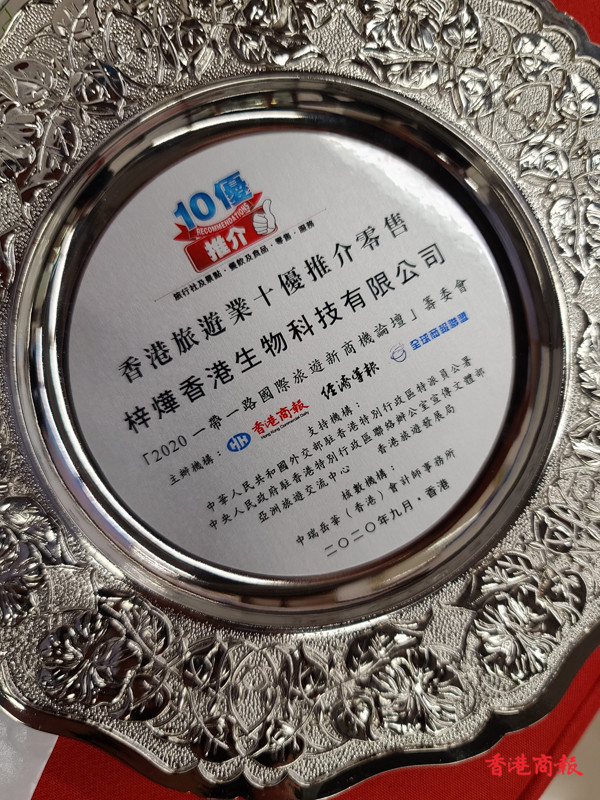 10優
RECOMMENDATIONS
推介
旅行社及景點·餐飲及食品·零售·服務
香港旅遊業十優推介零售
梓燁香港生物科技有限公司
「2020一帶一路國際旅遊新商機論壇」籌委會
主辦機構：香港商報 經濟導報 全球商報聯盟
Hong Kong Commercial Daily
支持機構：
中華人民共和國外交部駐香港特別行政區特派員公署
中央人民政府駐香港特別行政區聯絡辦公室宣傳文體部
亞洲旅遊交流中心 香港旅遊發展局
核數機構：
中瑞岳華（香港）會計師事務所
二〇二〇年九月·香港
香港商報